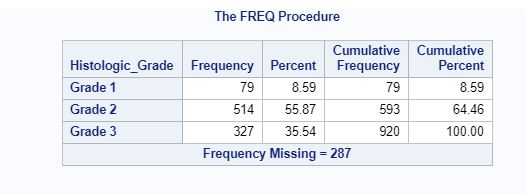 The FREQ Procedure
Histologic_Grade Frequency Percent Cumulative Frequency Cumulative Percent
Grade 1 79 8.59 79 8.59
Grade 2 514 55.87 593 64.46
Grade 3 327 35.54 920 100.00
Frequency Missing = 287